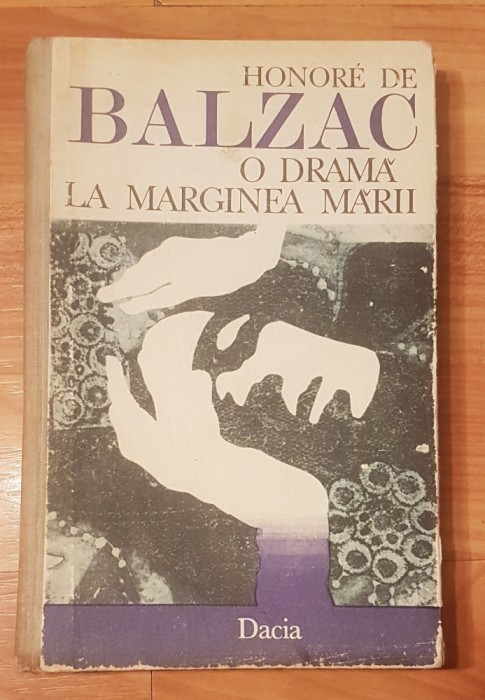 HONORÉ DE
BALZAC
O DRAMĂ
LA MARGINEA MĂRII
Dacia